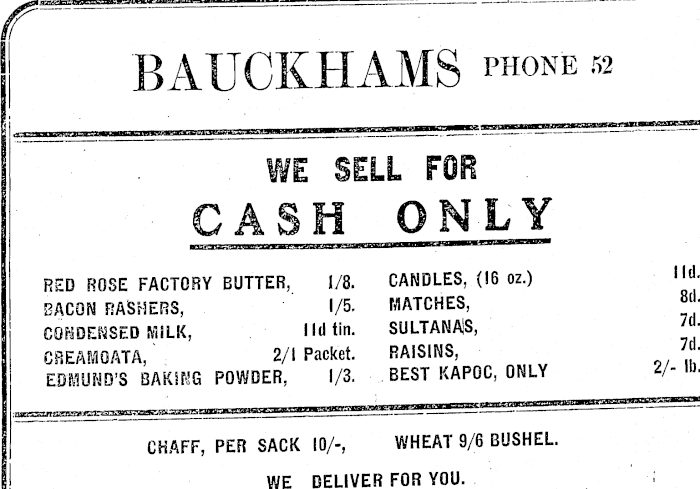 BAUCKHAMS PHONE 52
WE SELL FOR
CASH ONLY
RED ROSE FACTORY BUTTER, 1/8.
BACON RASHERS, 1/5.
CONDENSED MILK, 11d tin.
CREAMOATA, 2/1 Packet.
EDMUND'S BAKING POWDER, 1/3.
CANDLES, (16 oz.) 11d.
MATCHES, 8d.
SULTANAS, 7d.
RAISINS, 7d.
BEST KAPOC, ONLY 2/- lb.
CHAFF, PER SACK 10/-, WHEAT 9/6 BUSHEL.
WE DELIVER FOR YOU.